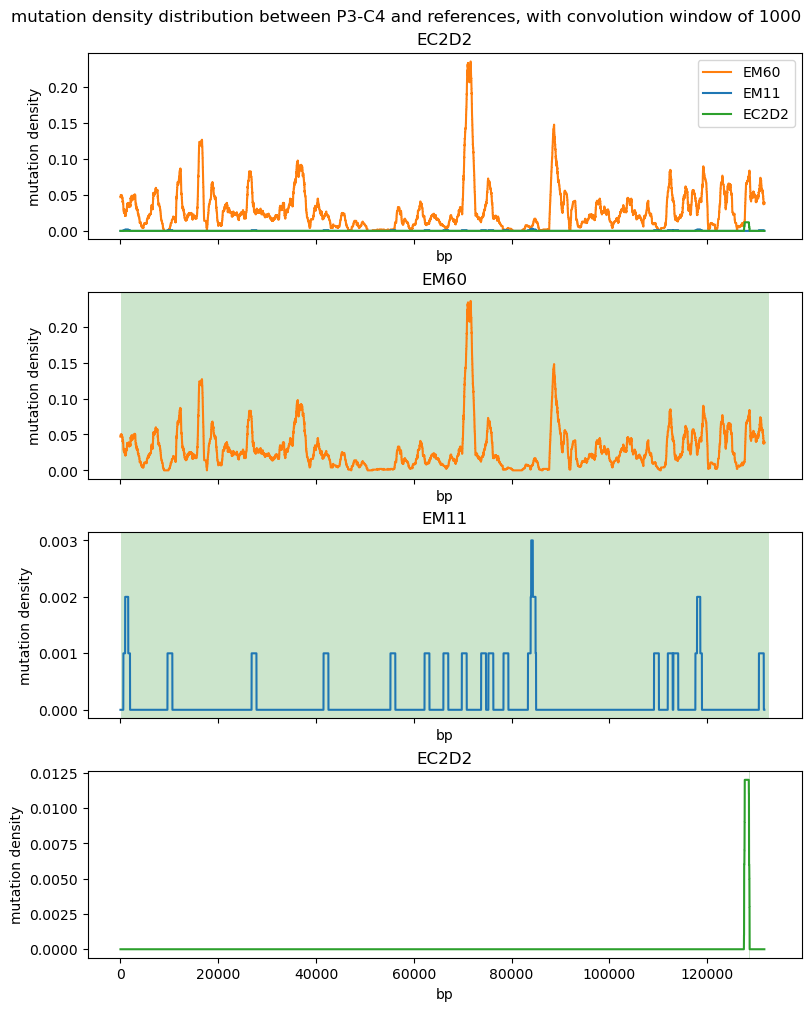 mutation density distribution between P3-C4 and references, with convolution window of 1000
EC2D2
mutation density
0.20
0.15
0.10
0.05
0.00
EM60
EM11
EC2D2
bp
EM60
mutation density
0.20
0.15
0.10
0.05
0.00
bp
EM11
mutation density
0.003
0.002
0.001
0.000
bp
EC2D2
mutation density
0.0125
0.0100
0.0075
0.0050
0.0025
0.0000
0 20000 40000 60000 80000 100000 120000
bp